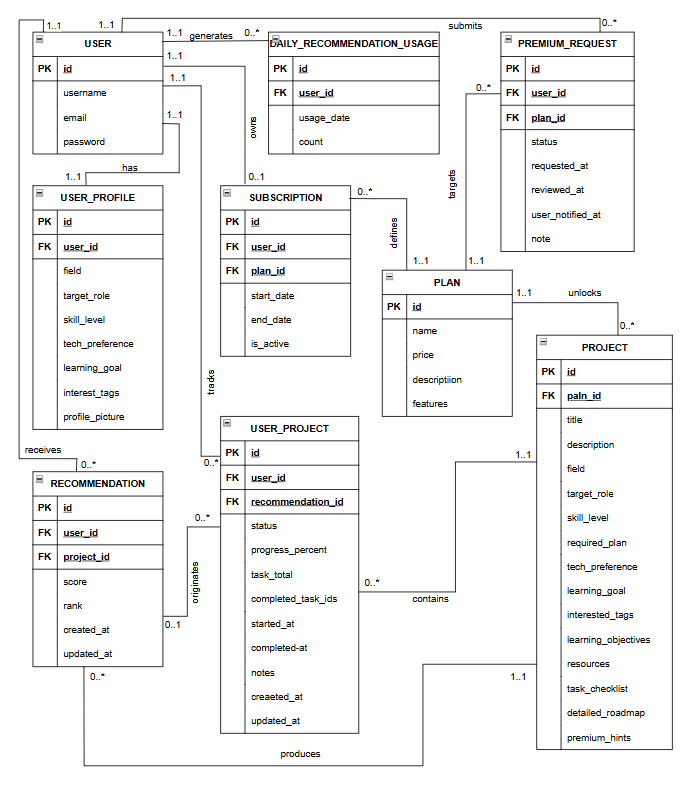 1..1
1..1
submits
0..*
USER
PK id
username
email
password
1..1
generates
0..*
1..1
1..1
1..1
DAILY_RECOMMENDATION_USAGE
PK id
FK user_id
usage_date
count
PREMIUM_REQUEST
PK id
FK user_id
FK plan_id
status
requested_at
reviewed_at
user_notified_at
note
owns
has
1..1
0..1
0..*
targets
0..*
defines
1..1
1..1
USER_PROFILE
PK id
FK user_id
field
target_role
skill_level
tech_preference
learning_goal
interest_tags
profile_picture
SUBSCRIPTION
PK id
FK user_id
FK plan_id
start_date
end_date
is_active
PLAN
PK id
name
price
descriptiion
features
1..1
unlocks
0..*
PROJECT
PK id
FK paln_id
title
description
field
target_role
skill_level
required_plan
tech_preference
learning_goal
interested_tags
learning_objectives
resources
task_checklist
detailed_roadmap
premium_hints
tracks
0..*
receives
0..*
RECOMMENDATION
PK id
FK user_id
FK project_id
score
rank
created_at
updated_at
USER_PROJECT
PK id
FK user_id
FK recommendation_id
status
progress_percent
task_total
completed_task_ids
started_at
completed-at
notes
creaeted_at
updated_at
0..*
originates
0..1
1..1
0..*
contains
0..*
1..1
produces